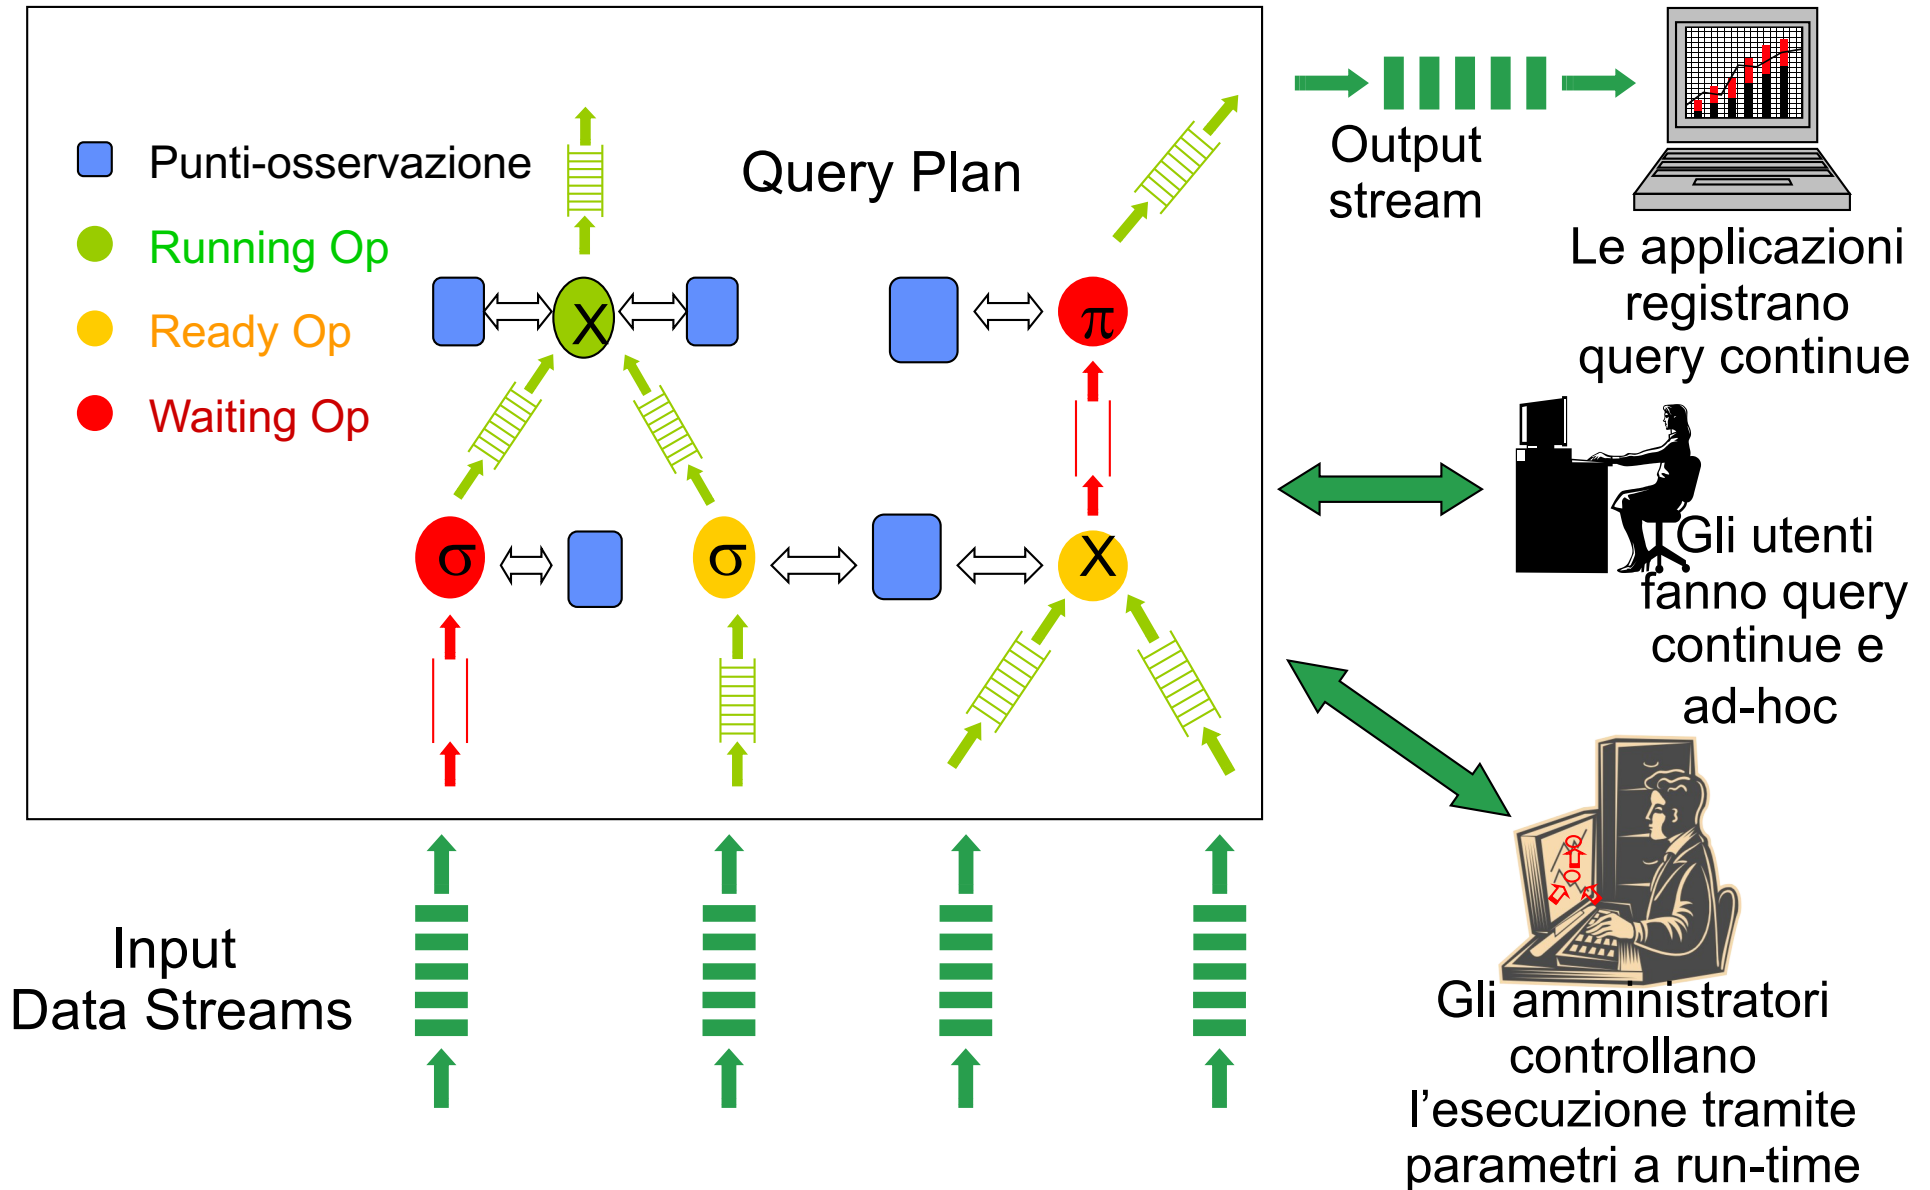 Punti-osservazione
Running Op
Ready Op
Waiting Op
Query Plan
X
π
σ
σ
X
Input
Data Streams
Output
stream
Le applicazioni
registrano
query continue
Gli utenti
fanno query
continue e
ad-hoc
Gli amministratori
controllano
l’esecuzione tramite
parametri a run-time